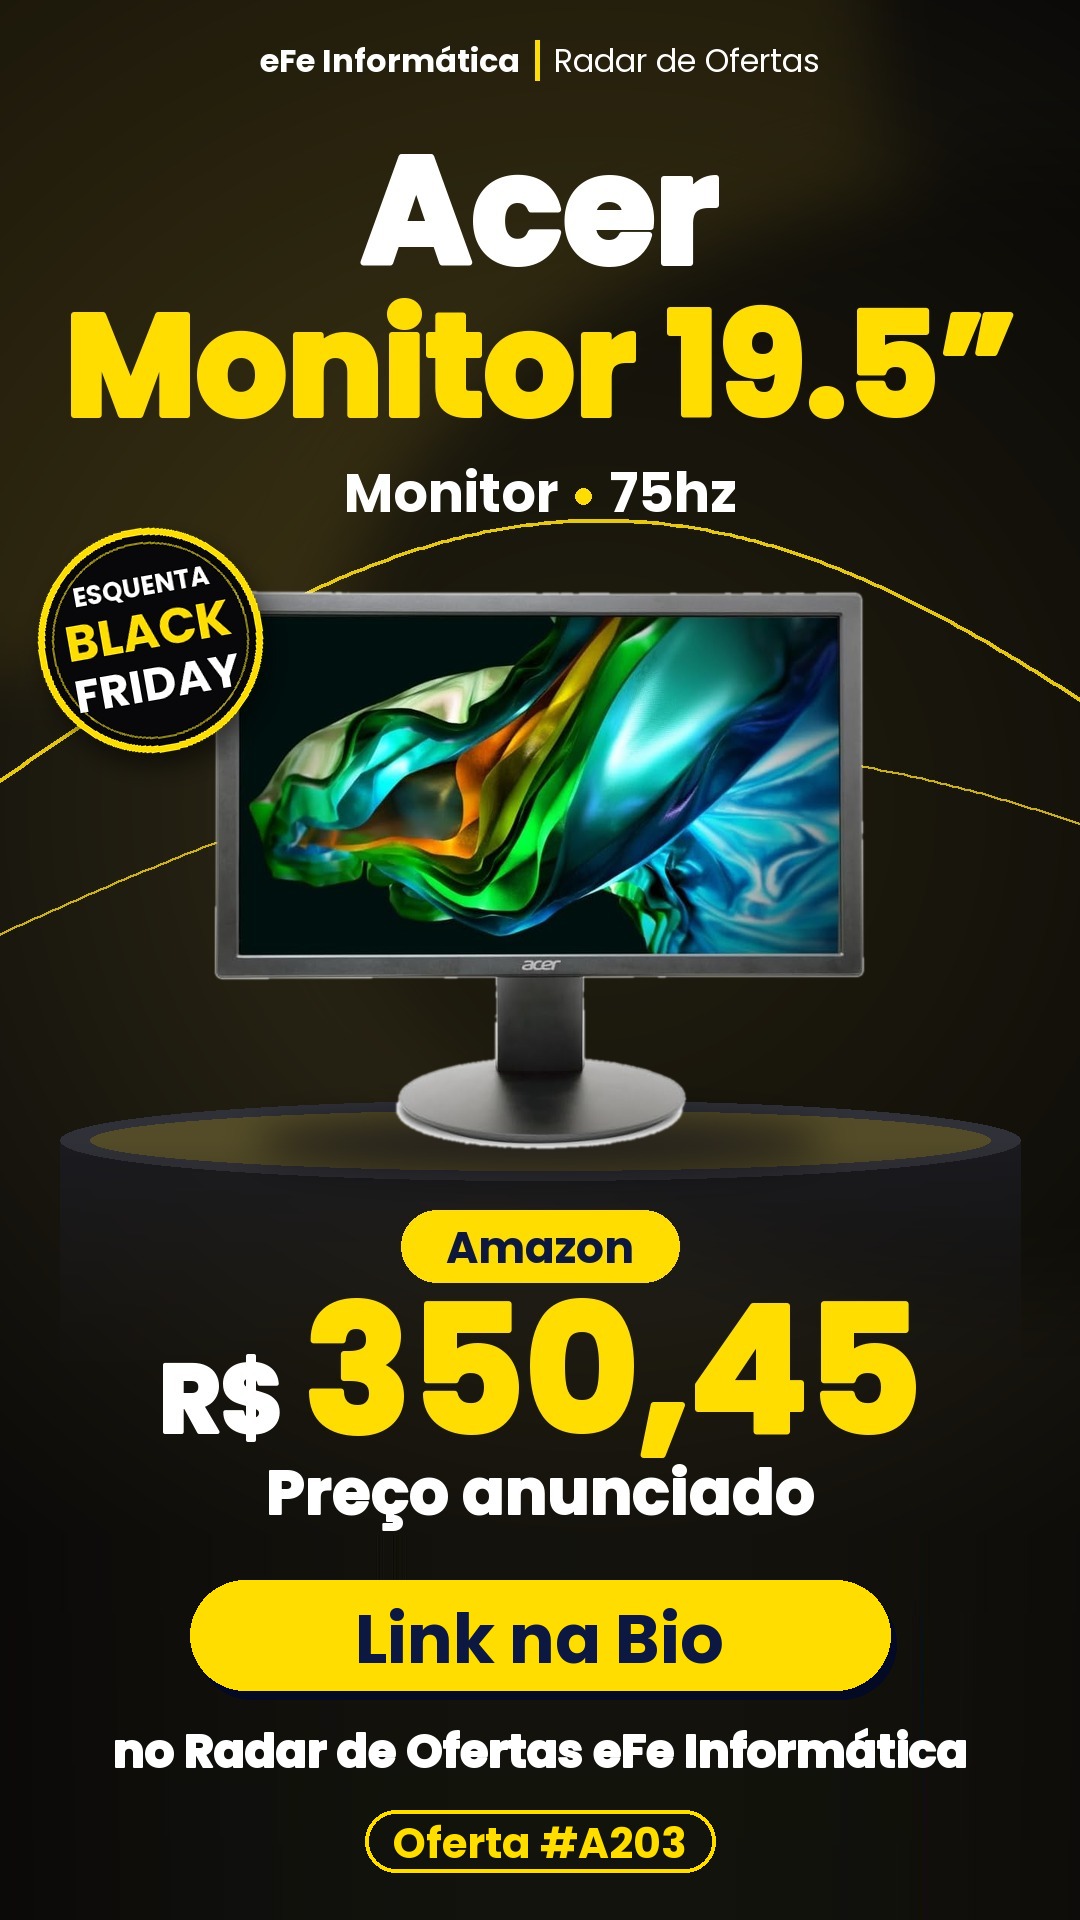 eFe Informática | Radar de Ofertas
Acer
Monitor 19.5”
Monitor • 75hz
ESQUENTA
BLACK
FRIDAY
acer
Amazon
R$ 350,45
Preço anunciado
Link na Bio
no Radar de Ofertas eFe Informática
Oferta #A203